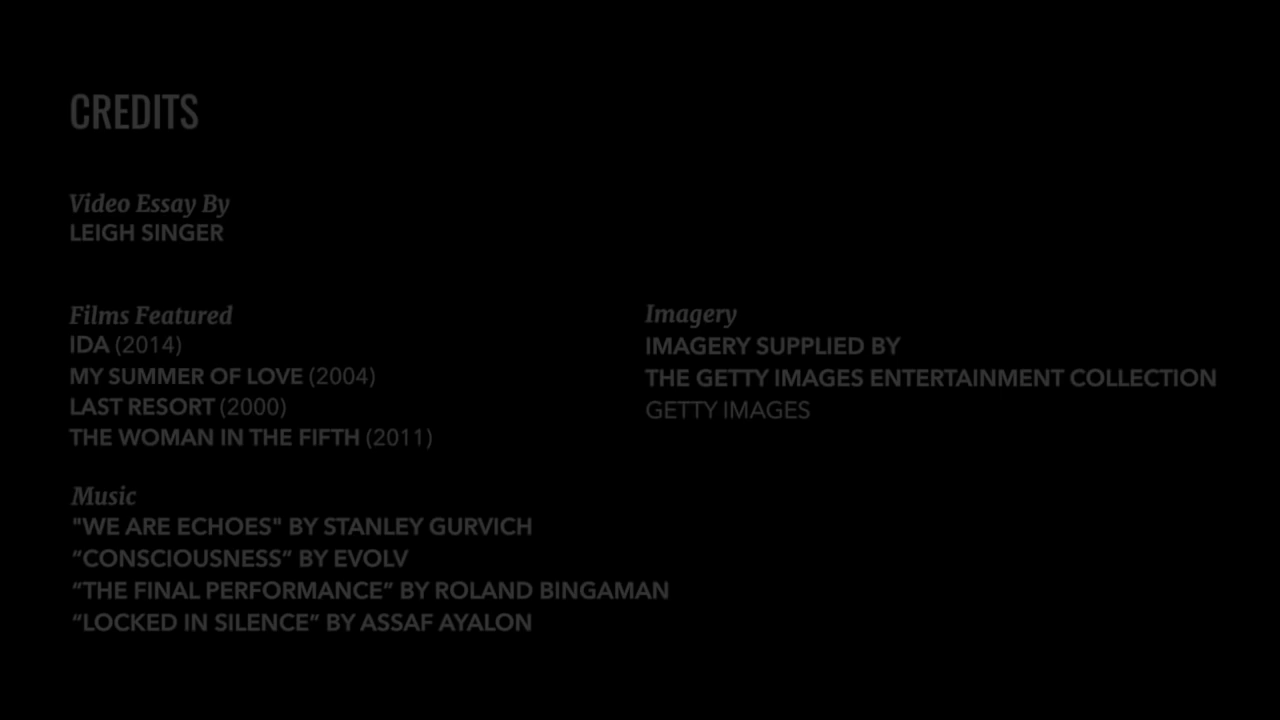 CREDITS
Video Essay By
LEIGH SINGER
Films Featured
IDA (2014)
MY SUMMER OF LOVE (2004)
LAST RESORT (2000)
THE WOMAN IN THE FIFTH (2011)
Imagery
IMAGERY SUPPLIED BY
THE GETTY IMAGES ENTERTAINMENT COLLECTION
GETTY IMAGES
Music
"WE ARE ECHOES" BY STANLEY GURVICH
“CONSCIOUSNESS” BY EVOLV
“THE FINAL PERFORMANCE” BY ROLAND BINGAMAN
“LOCKED IN SILENCE” BY ASSAF AYALON